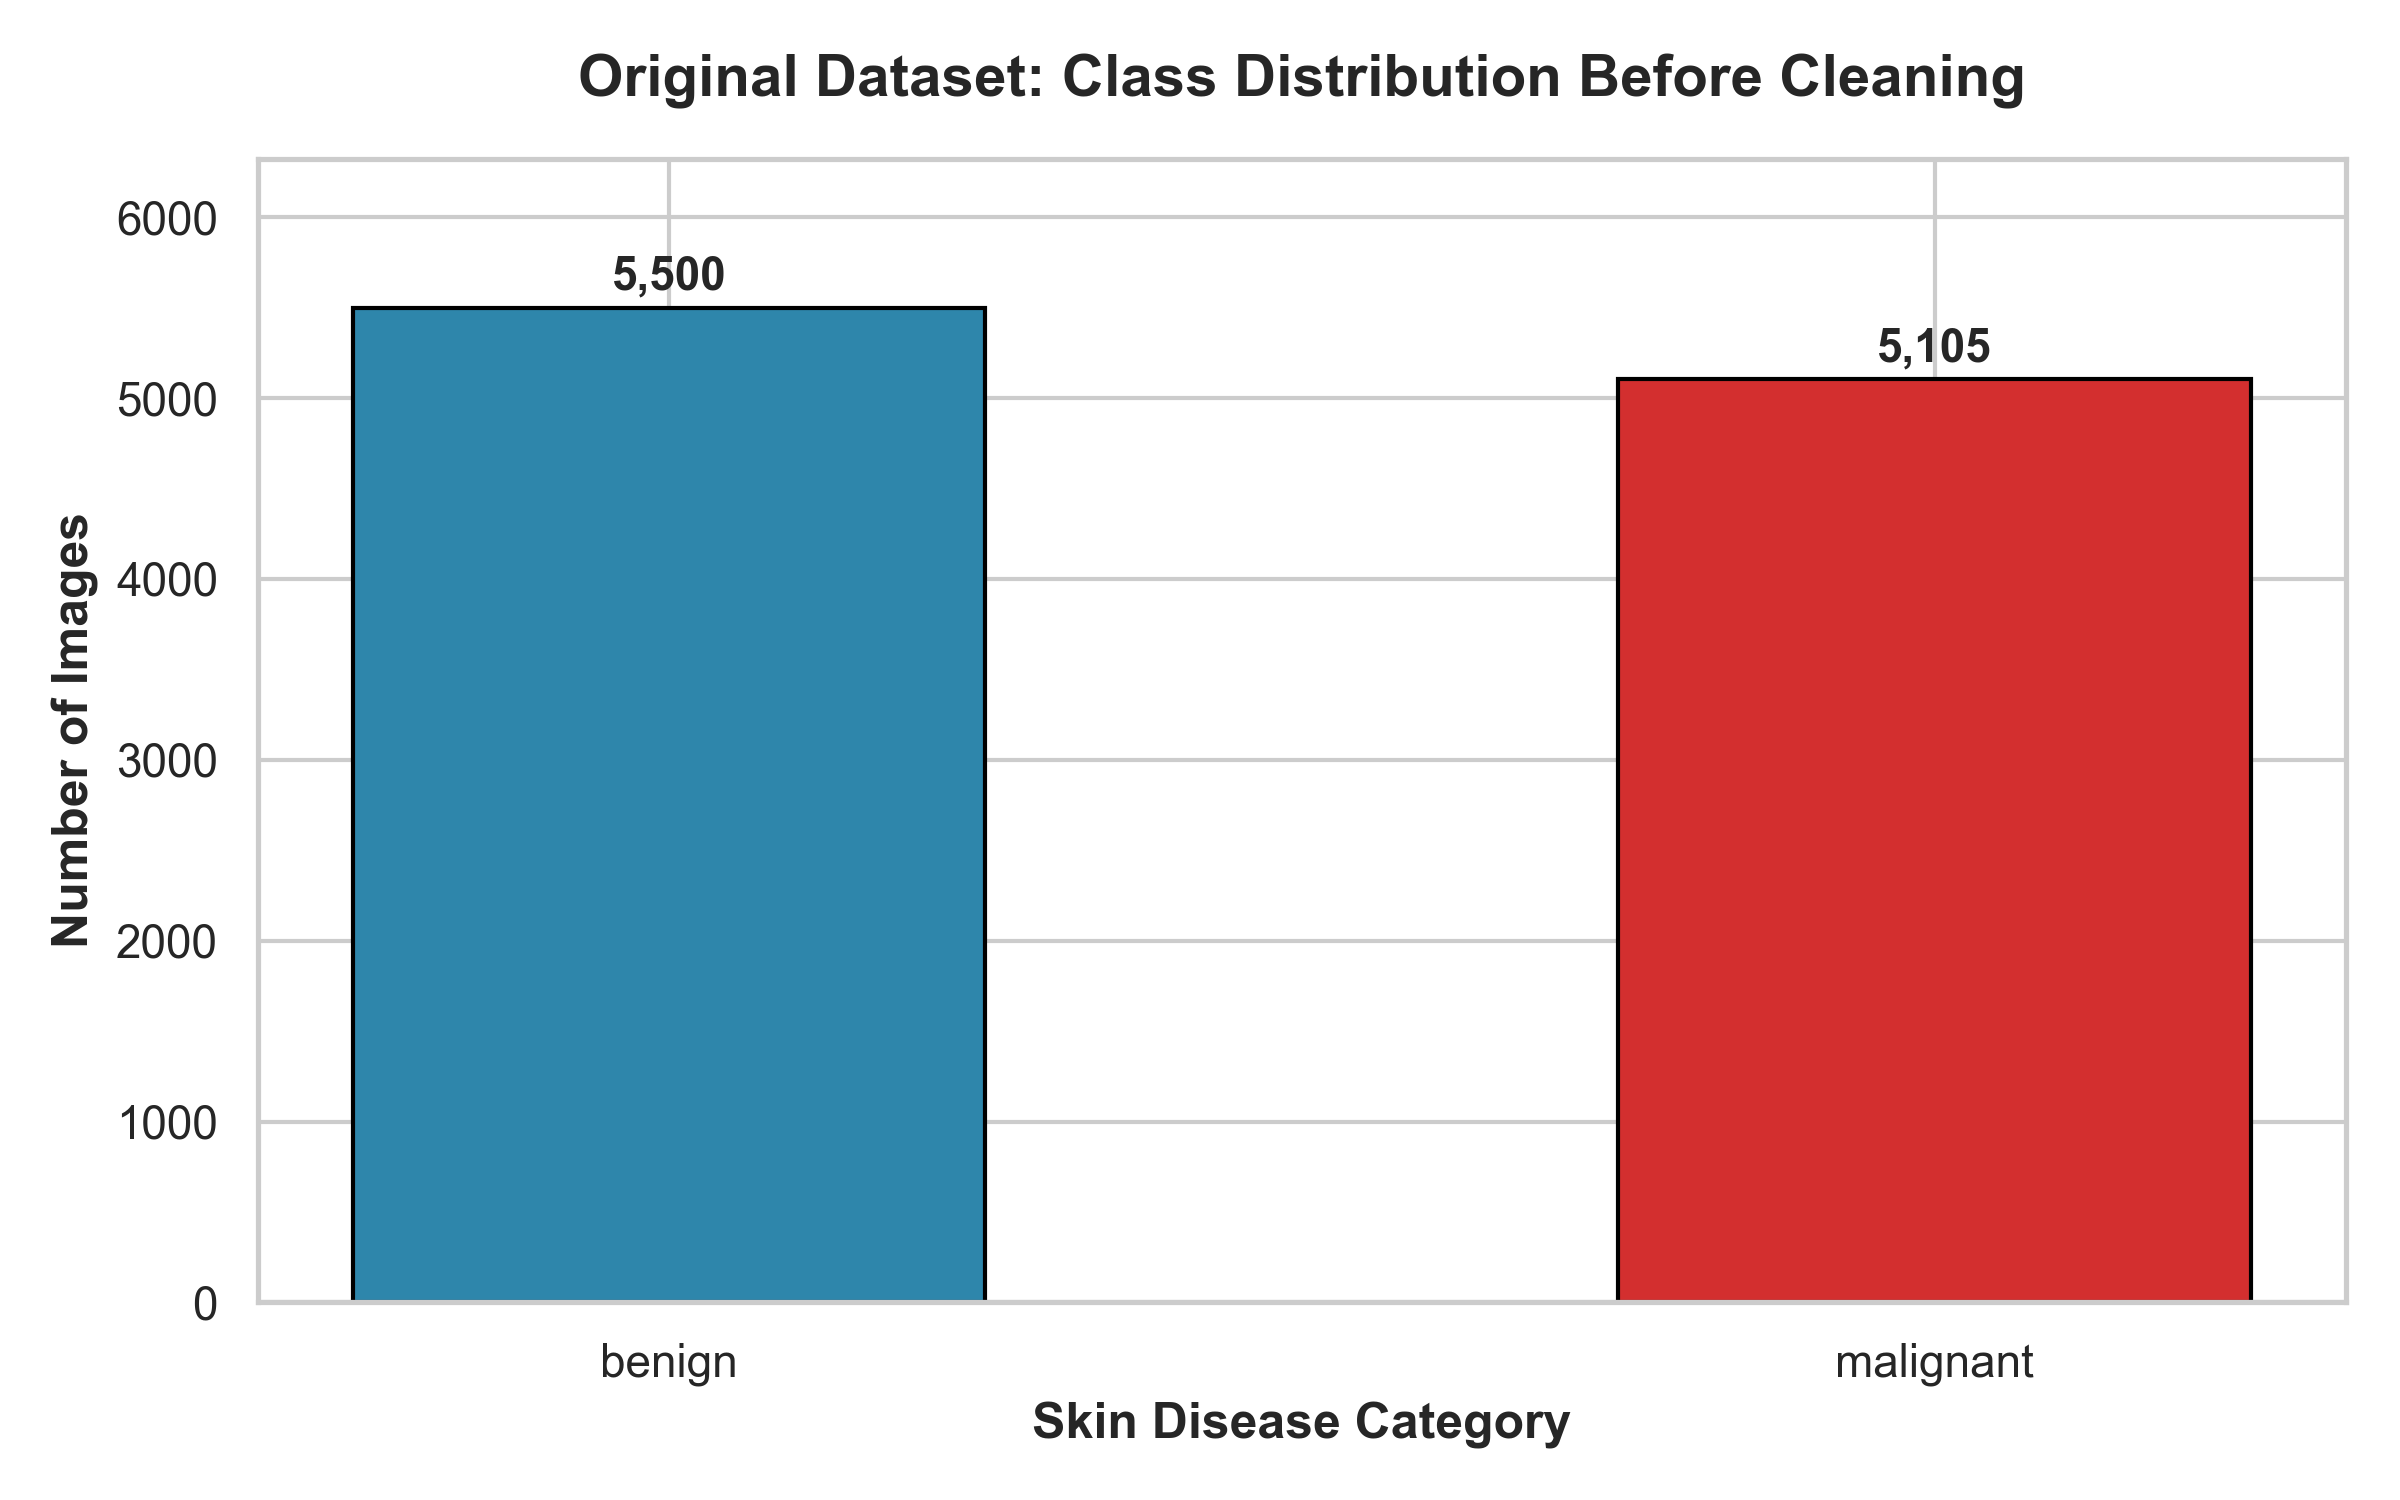 Original Dataset: Class Distribution Before Cleaning
Number of Images
6000
5000
4000
3000
2000
1000
0
5,500
5,105
benign
malignant
Skin Disease Category